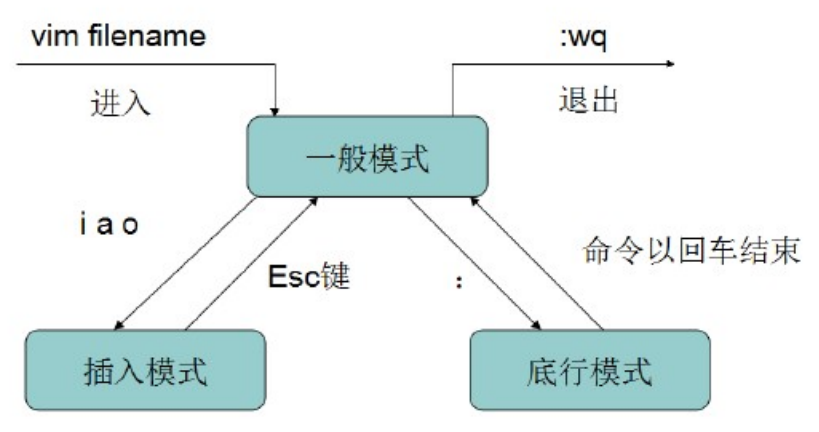 vim filename
:wq
进入
退出
一般模式
i a o
命令以回车结束
Esc键
:
插入模式
底行模式